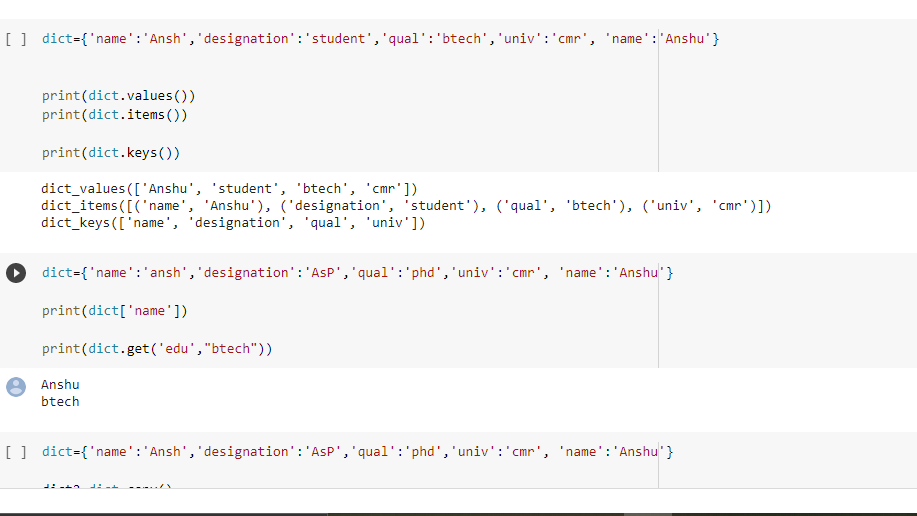 [ ] dict={'name':'Ansh','designation':'student','qual':'btech','univ':'cmr', 'name':'Anshu'}
print(dict.values())
print(dict.items())
print(dict.keys())
dict_values(['Anshu', 'student', 'btech', 'cmr'])
dict_items([('name', 'Anshu'), ('designation', 'student'), ('qual', 'btech'), ('univ', 'cmr')])
dict_keys(['name', 'designation', 'qual', 'univ'])
dict={'name':'ansh','designation':'AsP','qual':'phd','univ':'cmr', 'name':'Anshu'}
print(dict['name'])
print(dict.get('edu',"btech"))
Anshu
btech
[ ] dict={'name':'Ansh','designation':'AsP','qual':'phd','univ':'cmr', 'name':'Anshu'}